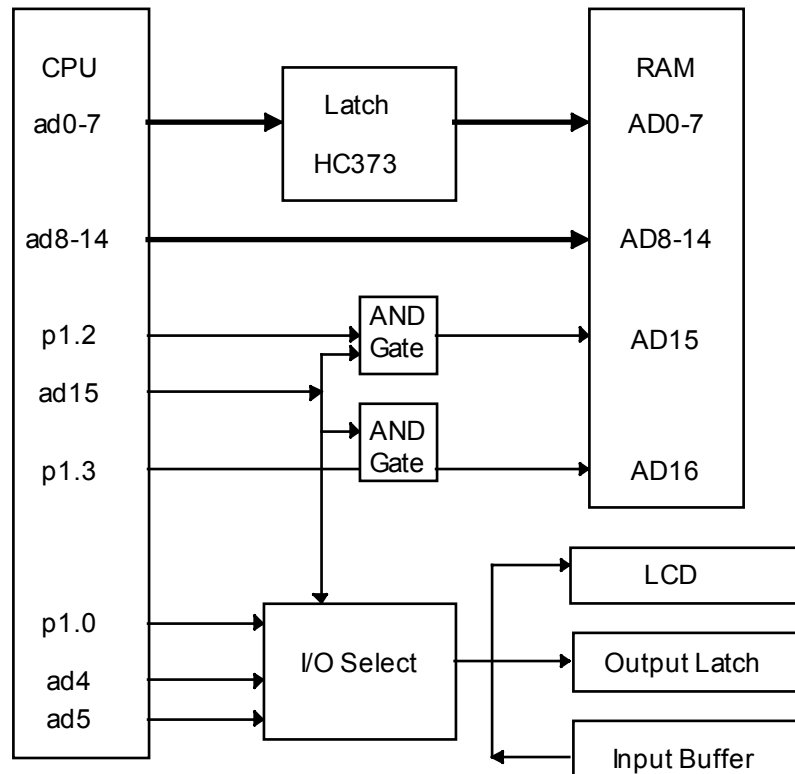 CPU
RAM
Latch
HC373
ad0-7
AD0-7
ad8-14
AD8-14
p1.2
AND
Gate
AD15
ad15
AND
Gate
p1.3
AD16
LCD
p1.0
I/O Select
Output Latch
ad4
ad5
Input Buffer